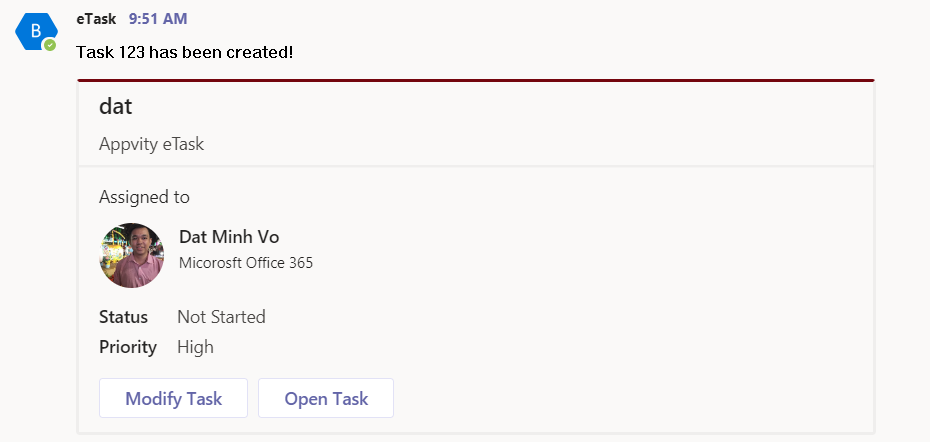 B
eTask 9:51 AM
Task 123 has been created!
dat
Appvity eTask
Assigned to
Dat Minh Vo
Micorosft Office 365
Status Not Started
Priority High
Modify Task Open Task